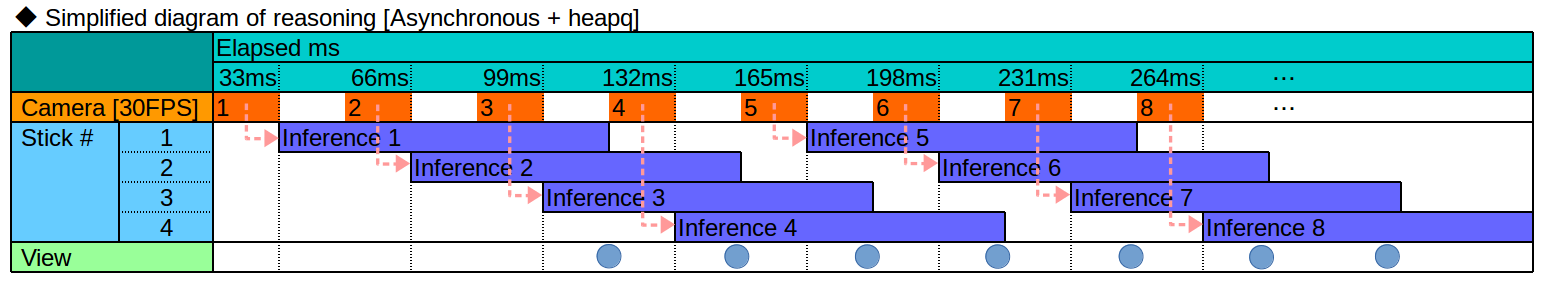 ◆ Simplified diagram of reasoning [Asynchronous + heapq]
Elapsed ms
33ms 66ms 99ms 132ms 165ms 198ms 231ms 264ms ⋯
Camera [30FPS] 1 2 3 4 5 6 7 8 ⋯
Stick # 1 Inference 1 Inference 5
2 Inference 2 Inference 6
3 Inference 3 Inference 7
4 Inference 4 Inference 8
View